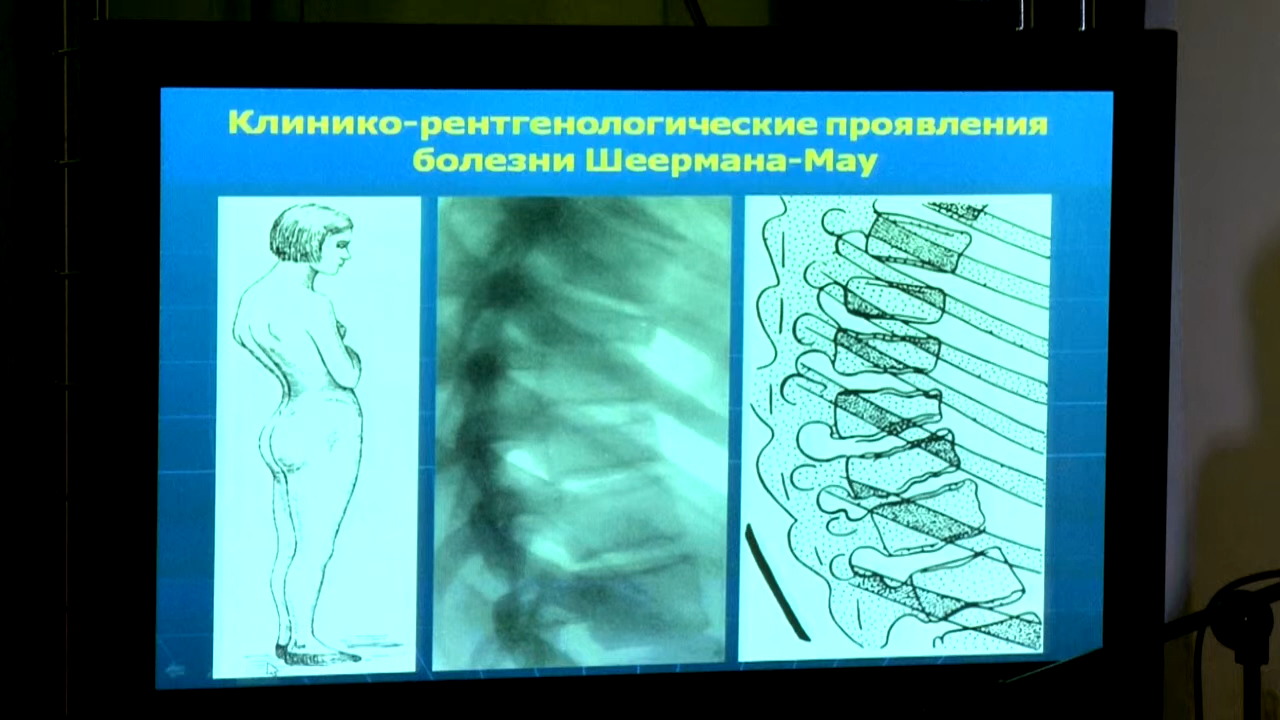 Клинико-рентгенологические проявления
болезни Шеермана-Мау